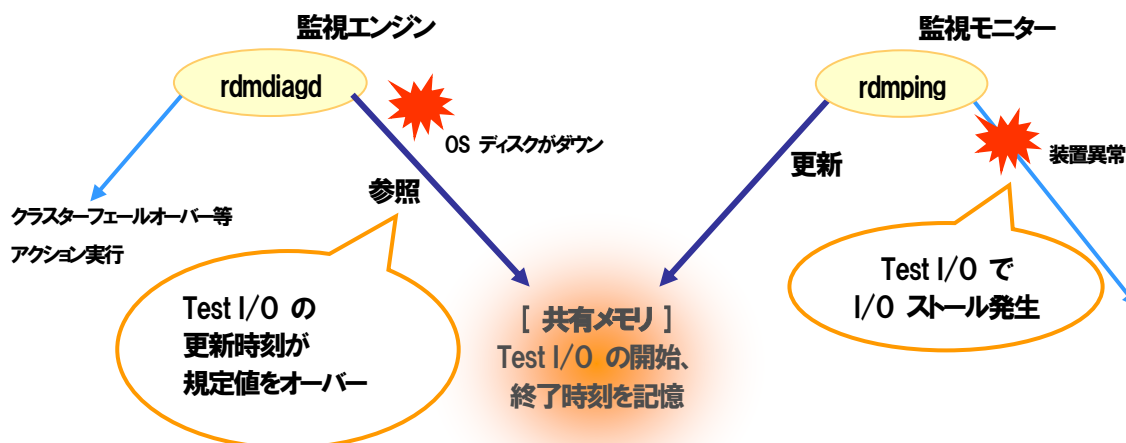 監視エンジン
監視モニター
rdmdiagd
rdmping
OS ディスクがダウン
装置異常
更新
参照
クラスターフェールオーバー等
アクション実行
Test I/O の
更新時刻が
規定値をオーバー
Test I/O で
I/O ストール発生
[ 共有メモリ ]
Test I/O の開始、
終了時刻を記憶